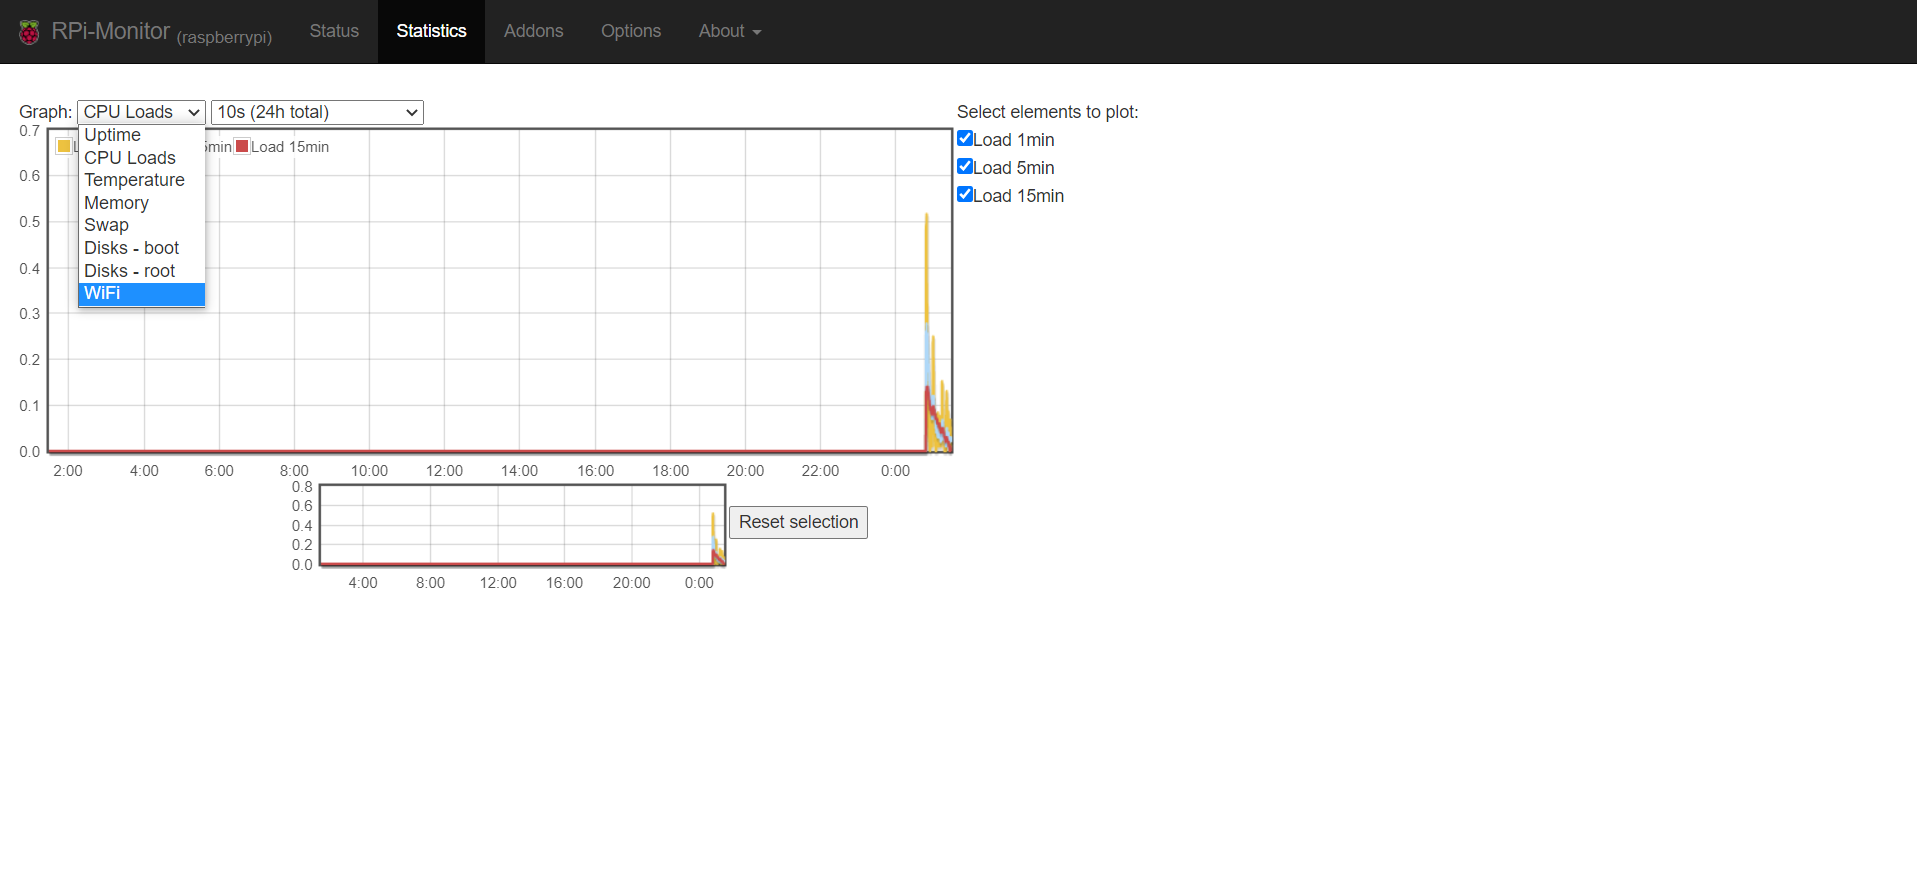 RPi-Monitor (raspberrypi) Status Statistics Addons Options About
Graph: CPU Loads 10s (24h total) Select elements to plot:
Uptime
CPU Loads
Temperature
Memory
Swap
Disks - boot
Disks - root
WiFi
5min Load 15min
Load 1min
Load 5min
Load 15min
0.7
0.6
0.5
0.4
0.3
0.2
0.1
0.0
2:00 4:00 6:00 8:00 10:00 12:00 14:00 16:00 18:00 20:00 22:00 0:00
0.8
0.6
0.4
0.2
0.0
Reset selection
4:00 8:00 12:00 16:00 20:00 0:00